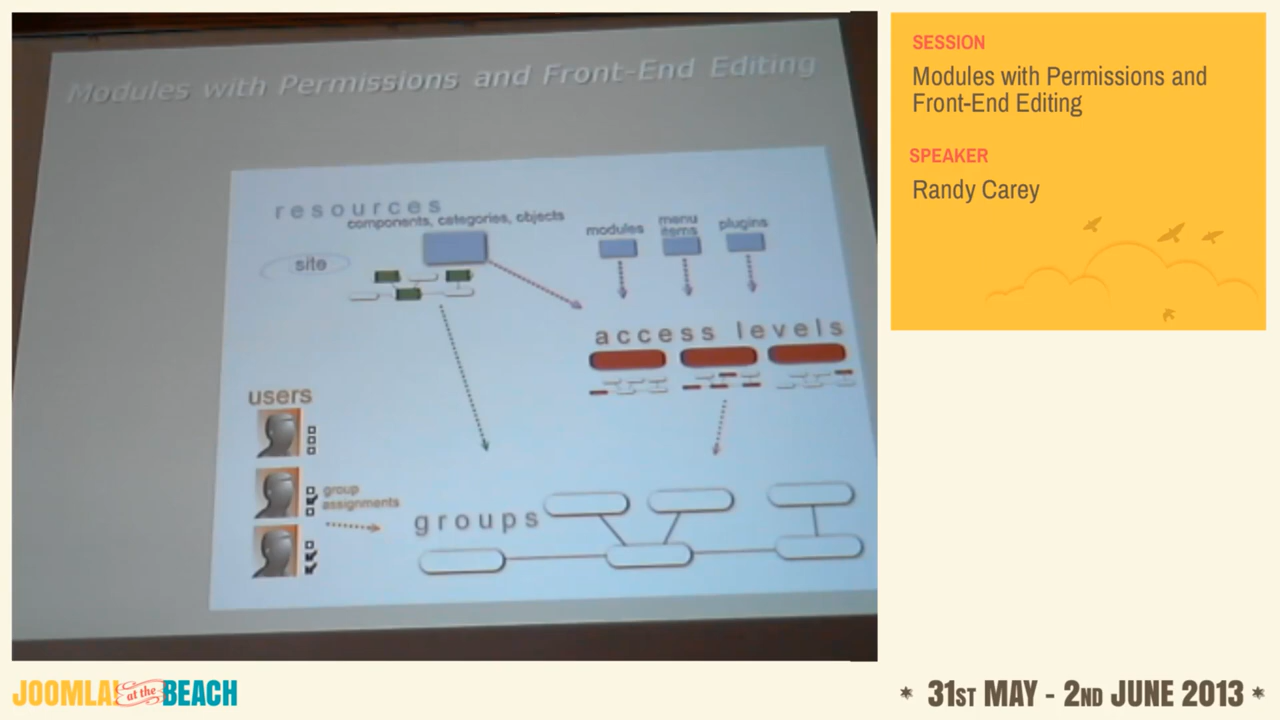 Modules with Permissions and Front-End Editing
resources
components, categories, objects
modules
menu
items
plugins
site
access levels
users
group
assignments
groups
SESSION
Modules with Permissions and
Front-End Editing
SPEAKER
Randy Carey
JOOMLA! at the BEACH
* 31ST MAY - 2ND JUNE 2013 *